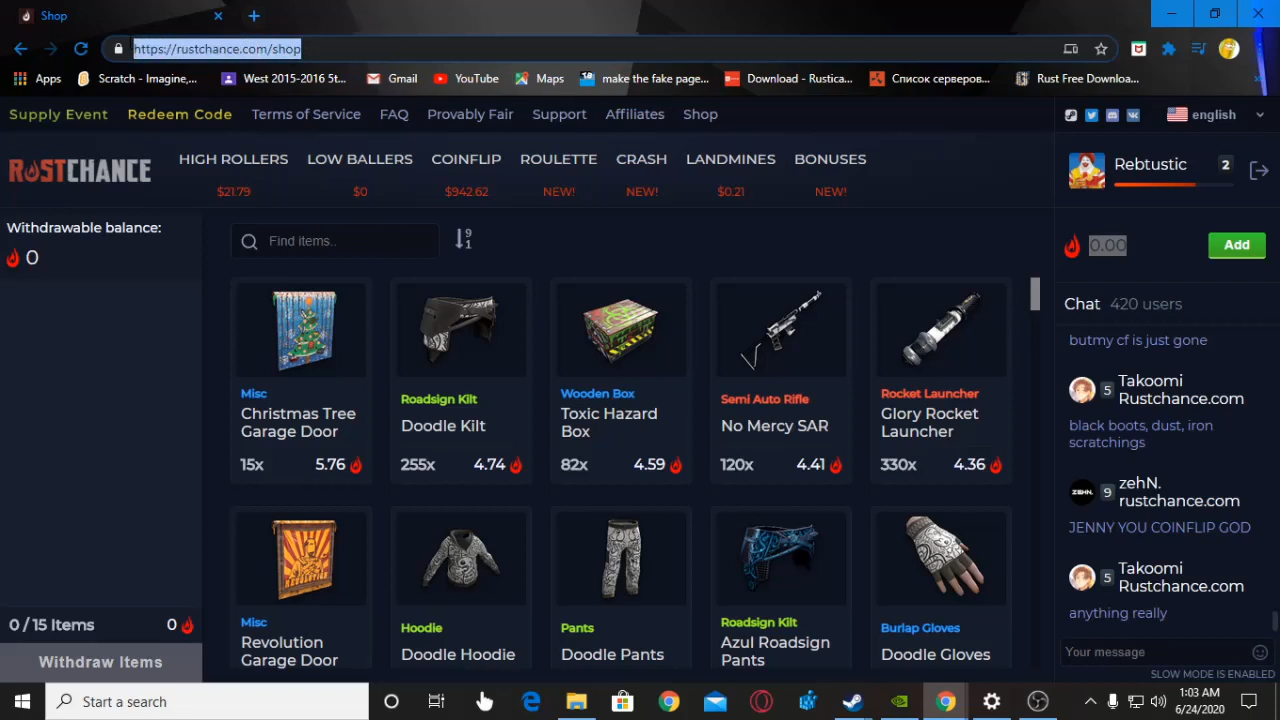 Shop
https://rustchance.com/shop
Apps
Scratch - Imagine,...
West 2015-2016 5t...
Gmail
YouTube
Maps
make the fake page...
Download - Rustica...
Список серверов...
Rust Free Downloa...
Supply Event
Redeem Code
Terms of Service
FAQ
Provably Fair
Support
Affiliates
Shop
english
RUSTCHANCE
HIGH ROLLERS
LOW BALLERS
COINFLIP
ROULETTE
CRASH
LANDMINES
BONUSES
$21.79
$0
$942.62
NEW!
NEW!
$0.21
NEW!
Rebtustic
2
Withdrawable balance:
0
Find items..
9
1
0.00
Add
Chat 420 users
Misc
Christmas Tree
Garage Door
15x 5.76
Roadsign Kilt
Doodle Kilt
255x 4.74
Wooden Box
Toxic Hazard
Box
82x 4.59
Semi Auto Rifle
No Mercy SAR
120x 4.41
Rocket Launcher
Glory Rocket
Launcher
330x 4.36
Misc
Revolution
Garage Door
Hoodie
Doodle Hoodie
Pants
Doodle Pants
Roadsign Kilt
Azul Roadsign
Pants
Burlap Gloves
Doodle Gloves
butmy cf is just gone
5
Takoomi
Rustchance.com
black boots, dust, iron
scratchings
ZEHN.
9
zehN.
rustchance.com
JENNY YOU COINFLIP GOD
5
Takoomi
Rustchance.com
anything really
Your message
SLOW MODE IS ENABLED
0 / 15 Items
0
Withdraw Items
Start a search
1:03 AM
6/24/2020